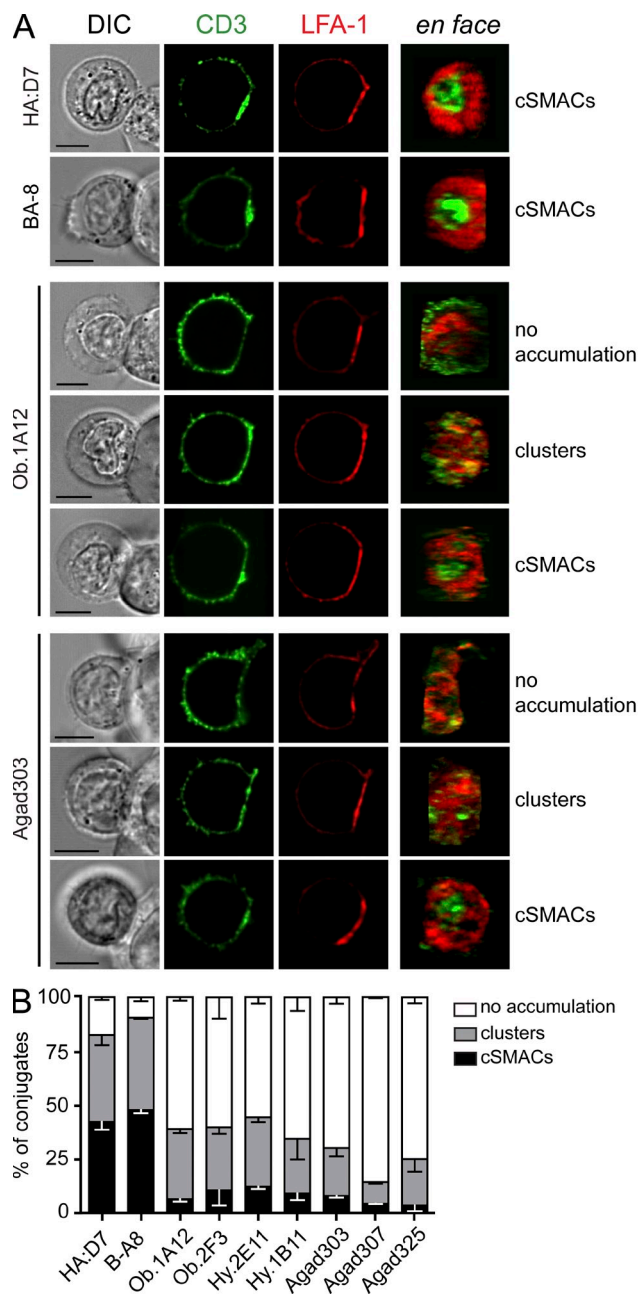 A DIC CD3 LFA-1 en face
HA:D7 cSMACs
BA-8 cSMACs
Ob.1A12
no
accumulation
clusters
cSMACs
Agad303
no
accumulation
clusters
cSMACs
B
% of conjugates
100
75
50
25
0
no accumulation
clusters
cSMACs
HA:D7 B-A8 Ob.1A12 Ob.2F3 Hy.2E11 Hy.1B11 Agad303 Agad307 Agad325